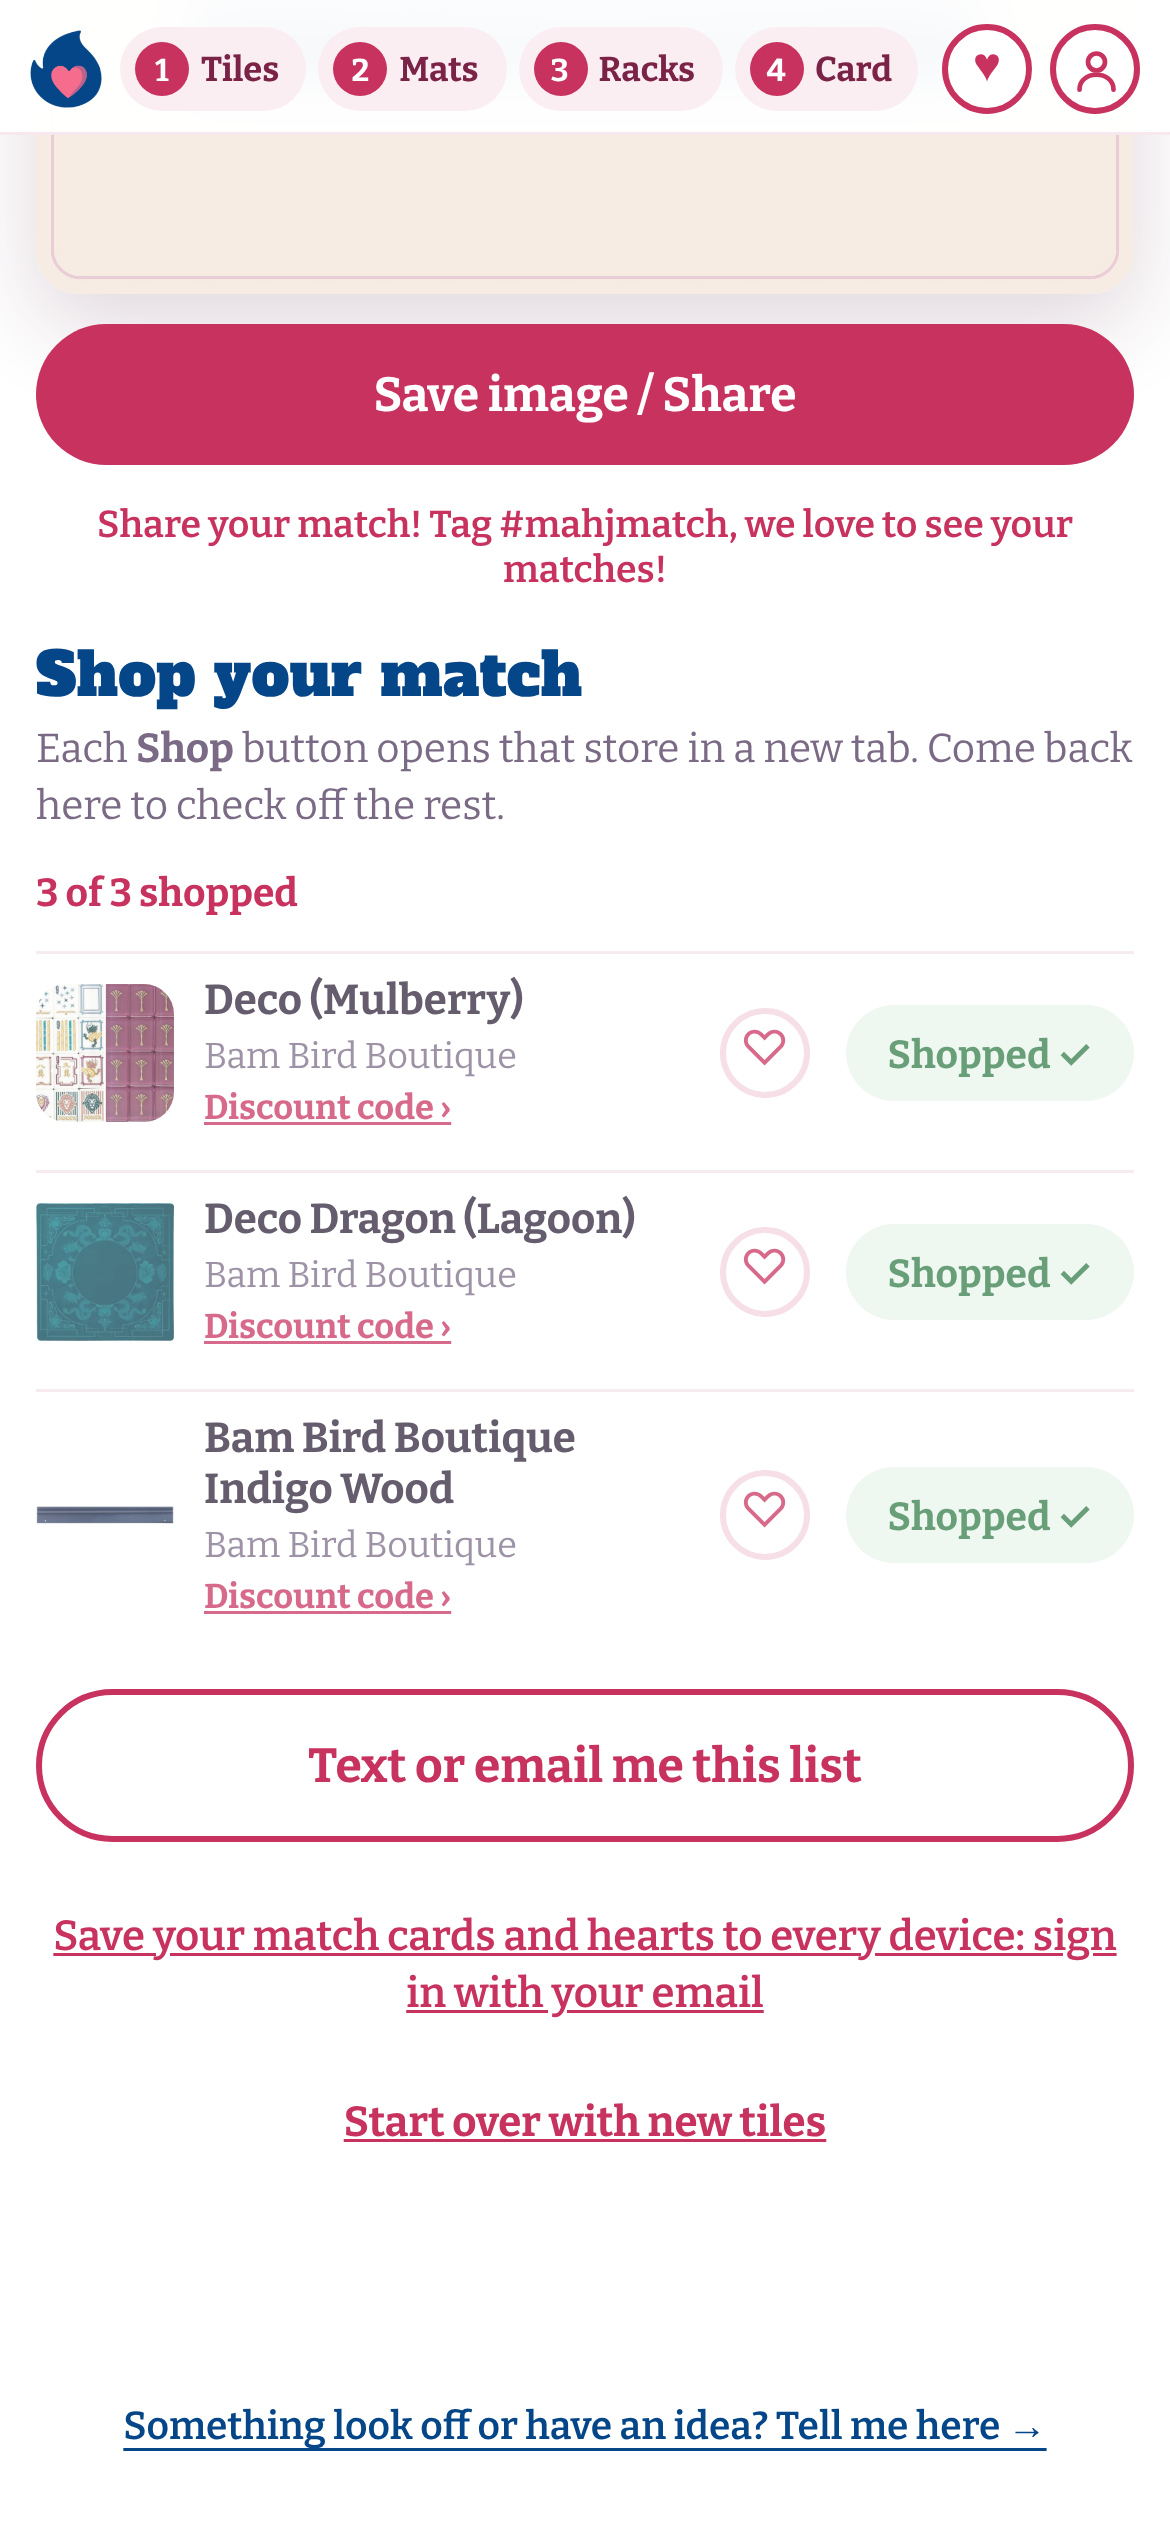 1 Tiles 2 Mats 3 Racks 4 Card
Save image / Share
Share your match! Tag #mahjmatch, we love to see your
matches!
Shop your match
Each Shop button opens that store in a new tab. Come back
here to check off the rest.
3 of 3 shopped
Deco (Mulberry)
Bam Bird Boutique
Discount code ›
Shopped ✓
Deco Dragon (Lagoon)
Bam Bird Boutique
Discount code ›
Shopped ✓
Bam Bird Boutique
Indigo Wood
Bam Bird Boutique
Discount code ›
Shopped ✓
Text or email me this list
Save your match cards and hearts to every device: sign
in with your email
Start over with new tiles
Something look off or have an idea? Tell me here →